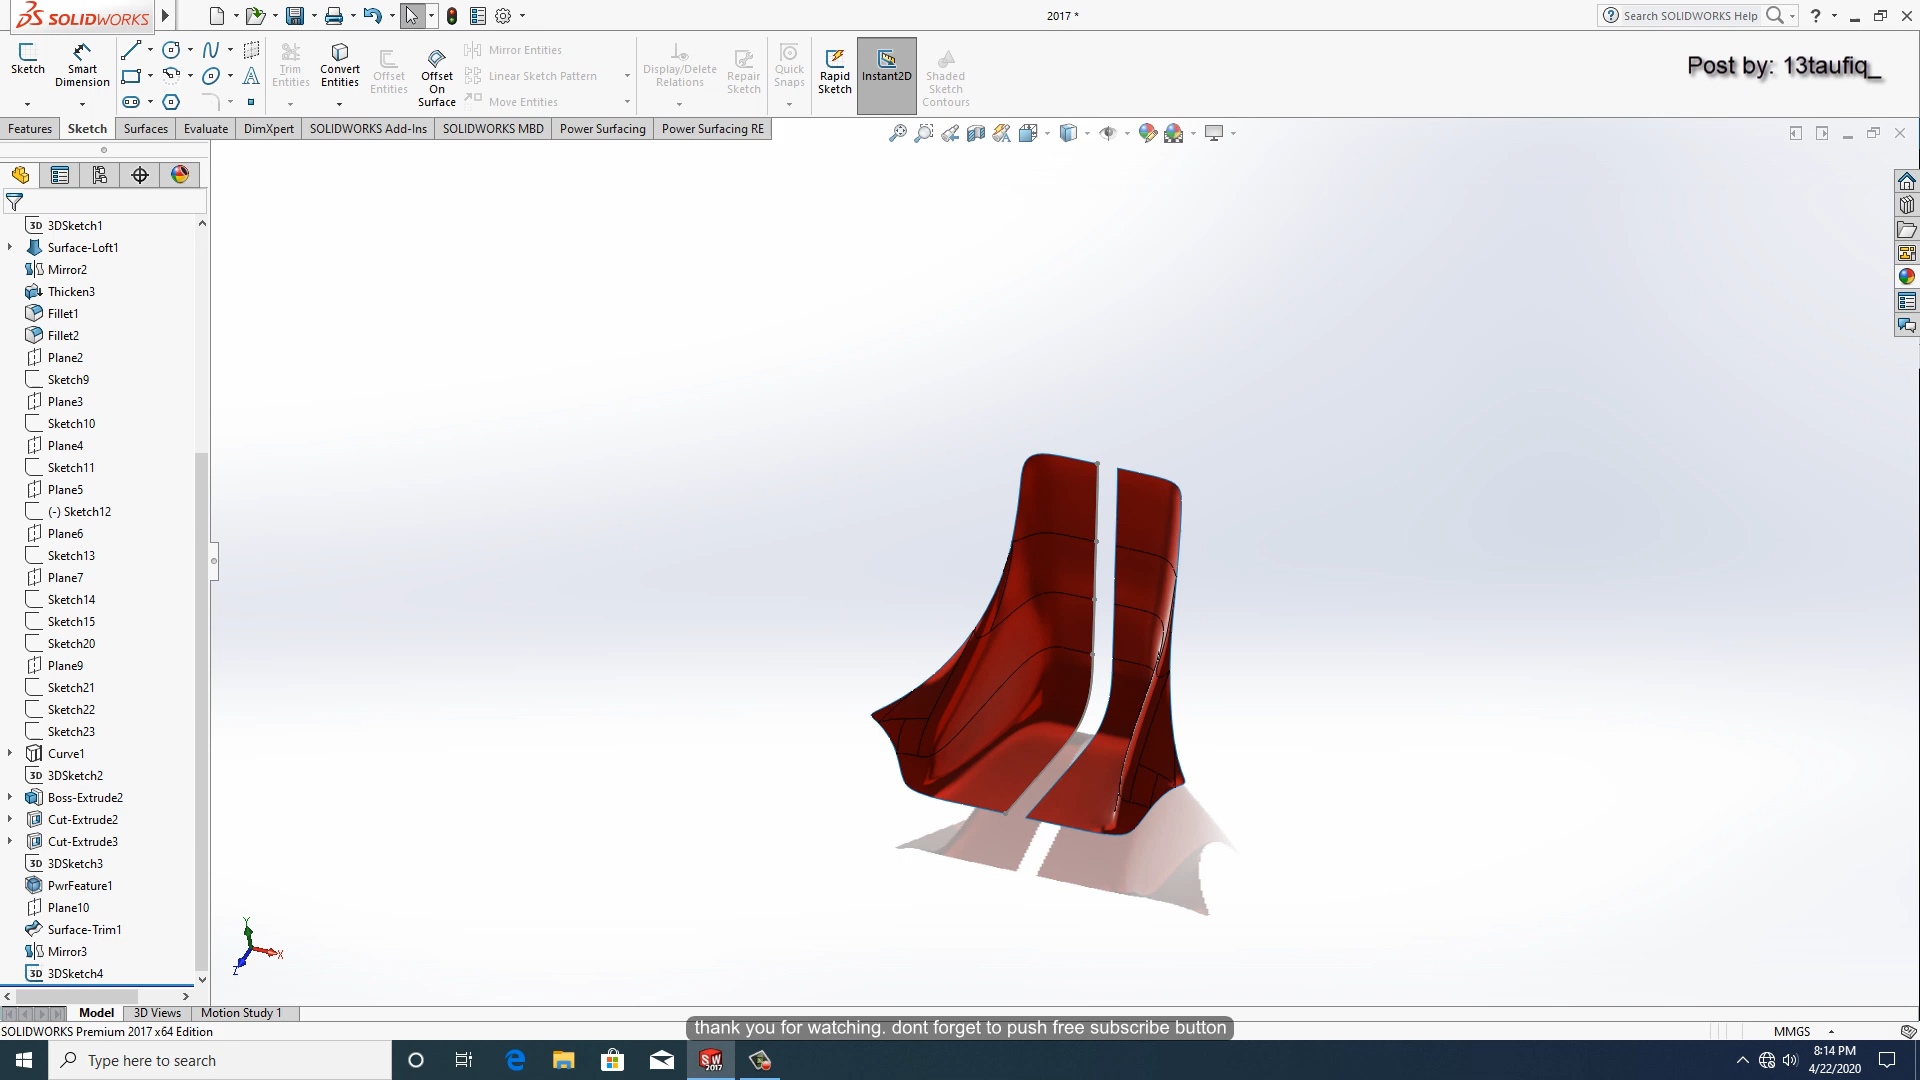 SOLIDWORKS
2017 *
Search SOLIDWORKS Help
Post by: 13taufiq_
Sketch
Smart Dimension
Trim Entities
Convert Entities
Offset Entities
Offset On Surface
Mirror Entities
Linear Sketch Pattern
Move Entities
Display/Delete Relations
Repair Sketch
Quick Snaps
Rapid Sketch
Instant2D
Shaded Sketch Contours
Features
Sketch
Surfaces
Evaluate
DimXpert
SOLIDWORKS Add-Ins
SOLIDWORKS MBD
Power Surfacing
Power Surfacing RE
3D 3DSketch1
Surface-Loft1
Mirror2
Thicken3
Fillet1
Fillet2
Plane2
Sketch9
Plane3
Sketch10
Plane4
Sketch11
Plane5
(-) Sketch12
Plane6
Sketch13
Plane7
Sketch14
Sketch15
Sketch20
Plane9
Sketch21
Sketch22
Sketch23
Curve1
3D 3DSketch2
Boss-Extrude2
Cut-Extrude2
Cut-Extrude3
3D 3DSketch3
PwrFeature1
Plane10
Surface-Trim1
Mirror3
3D 3DSketch4
Y
X
Z
Model
3D Views
Motion Study 1
thank you for watching. dont forget to push free subscribe button
SOLIDWORKS Premium 2017 x64 Edition
MMGS
Type here to search
SW 2017
8:14 PM
4/22/2020